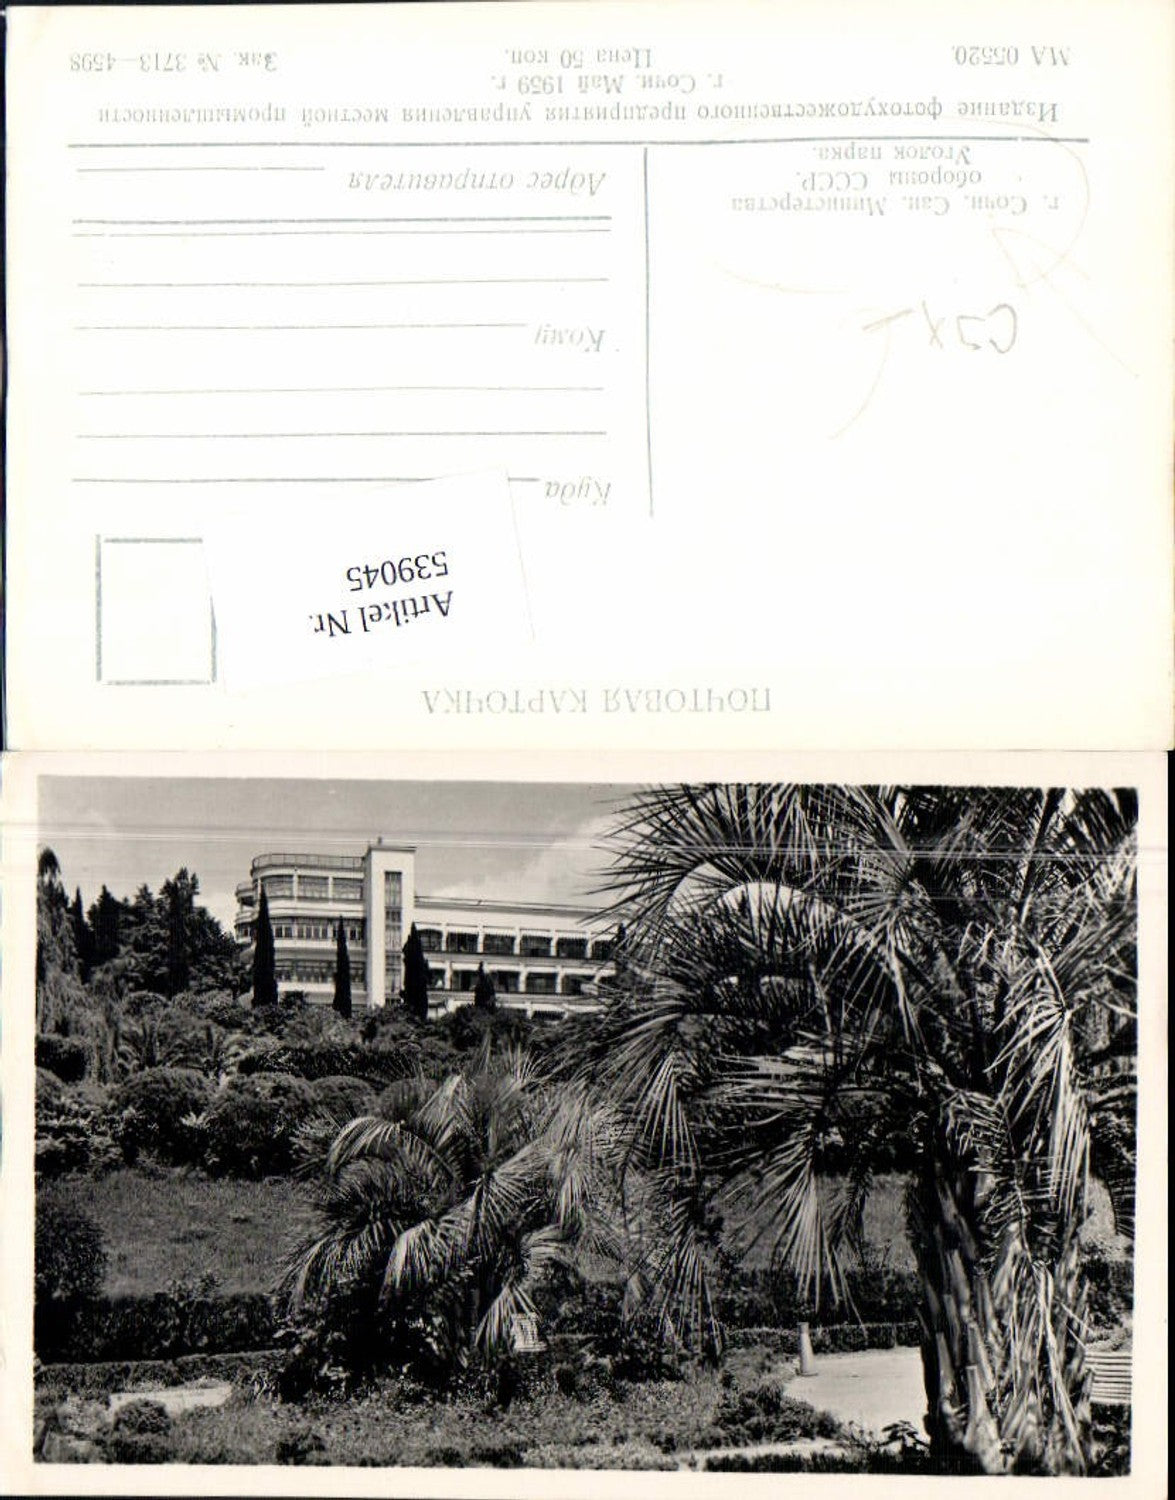 ПОЧТОВАЯ КАРТОЧКА
Artikel Nr.
539045
Куда
Кому
Адрес отправителя
г. Сочи. Сан. Министерства
обороны СССР.
Уголок парка.
Издание фотохудожественного предприятия управления местной промышленности
г. Сочи. Май 1959 г.
МА 05520. Цена 50 коп. Зак. № 3713—4598